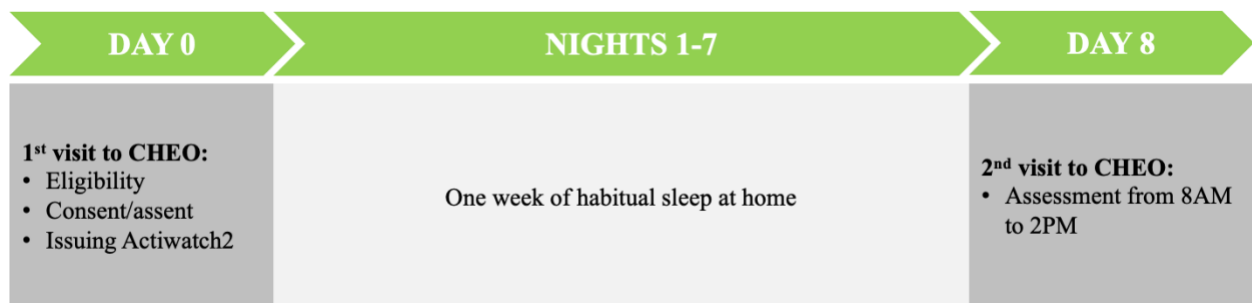 DAY 0
NIGHTS 1-7
DAY 8
1st visit to CHEO:
• Eligibility
• Consent/assent
• Issuing Actiwatch2
One week of habitual sleep at home
2nd visit to CHEO:
• Assessment from 8AM
to 2PM